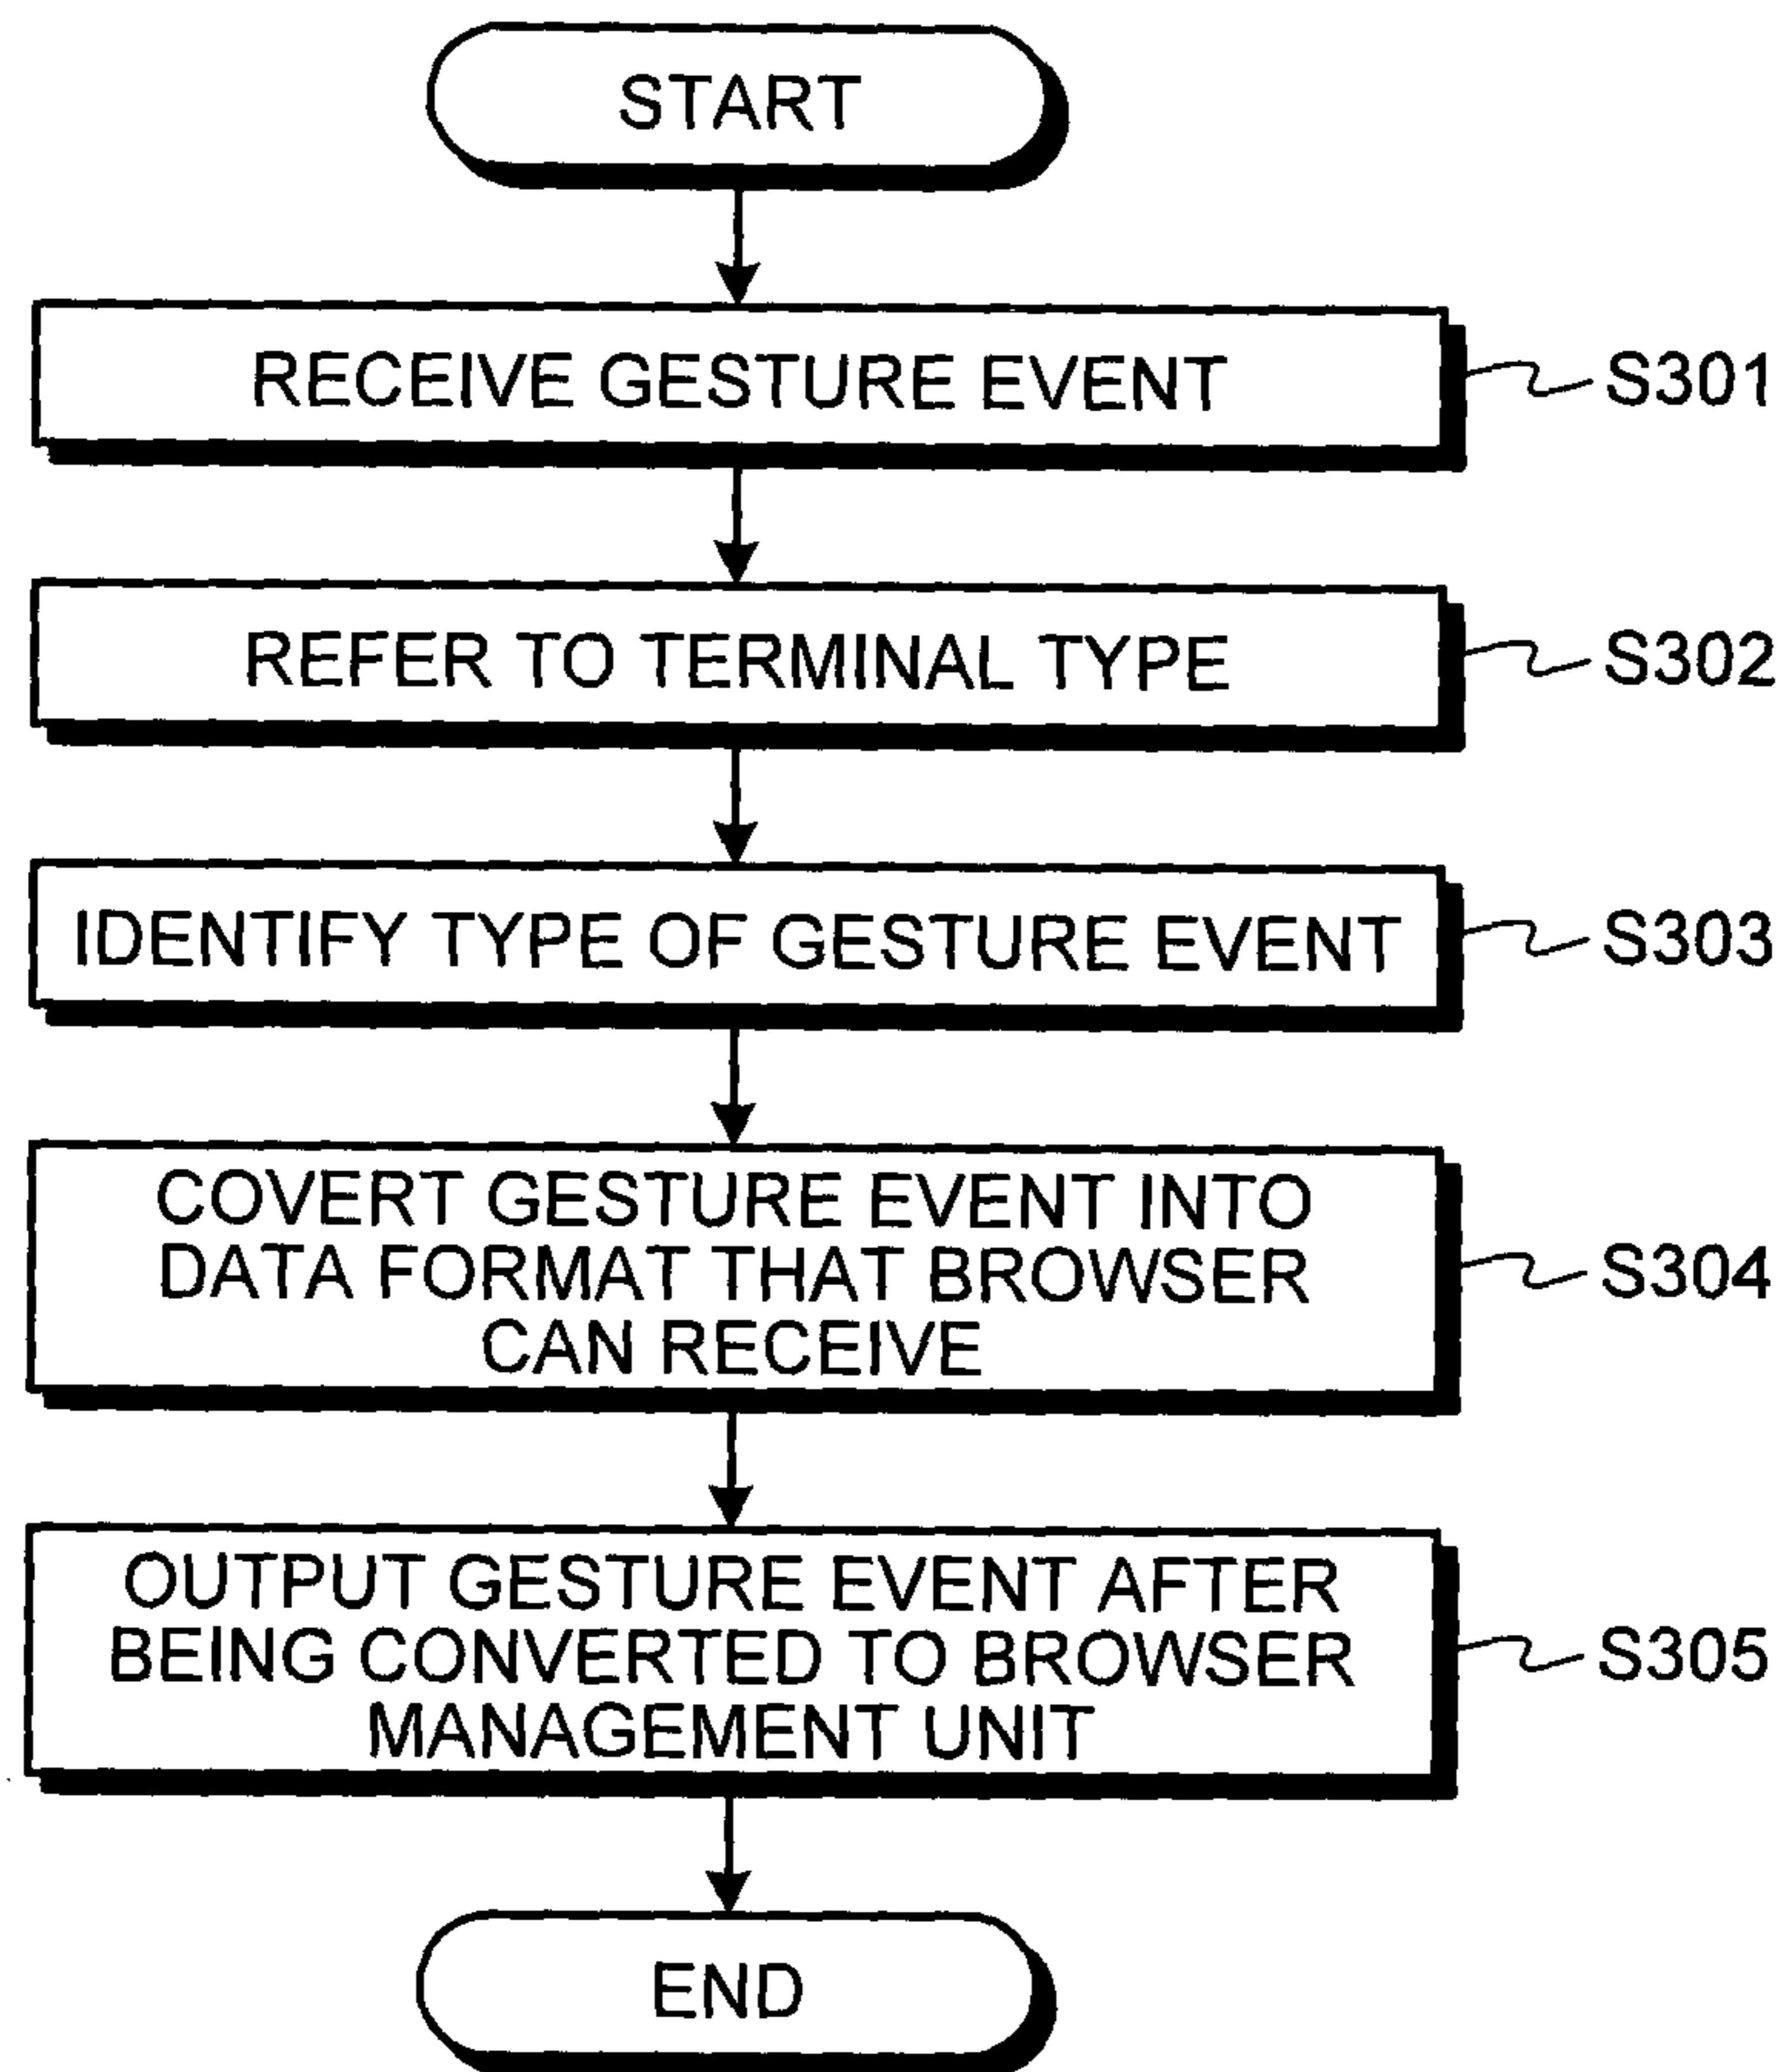 START
RECEIVE GESTURE EVENT
S301
REFER TO TERMINAL TYPE
S302
IDENTIFY TYPE OF GESTURE EVENT
S303
COVERT GESTURE EVENT INTO
DATA FORMAT THAT BROWSER
CAN RECEIVE
S304
OUTPUT GESTURE EVENT AFTER
BEING CONVERTED TO BROWSER
MANAGEMENT UNIT
S305
END